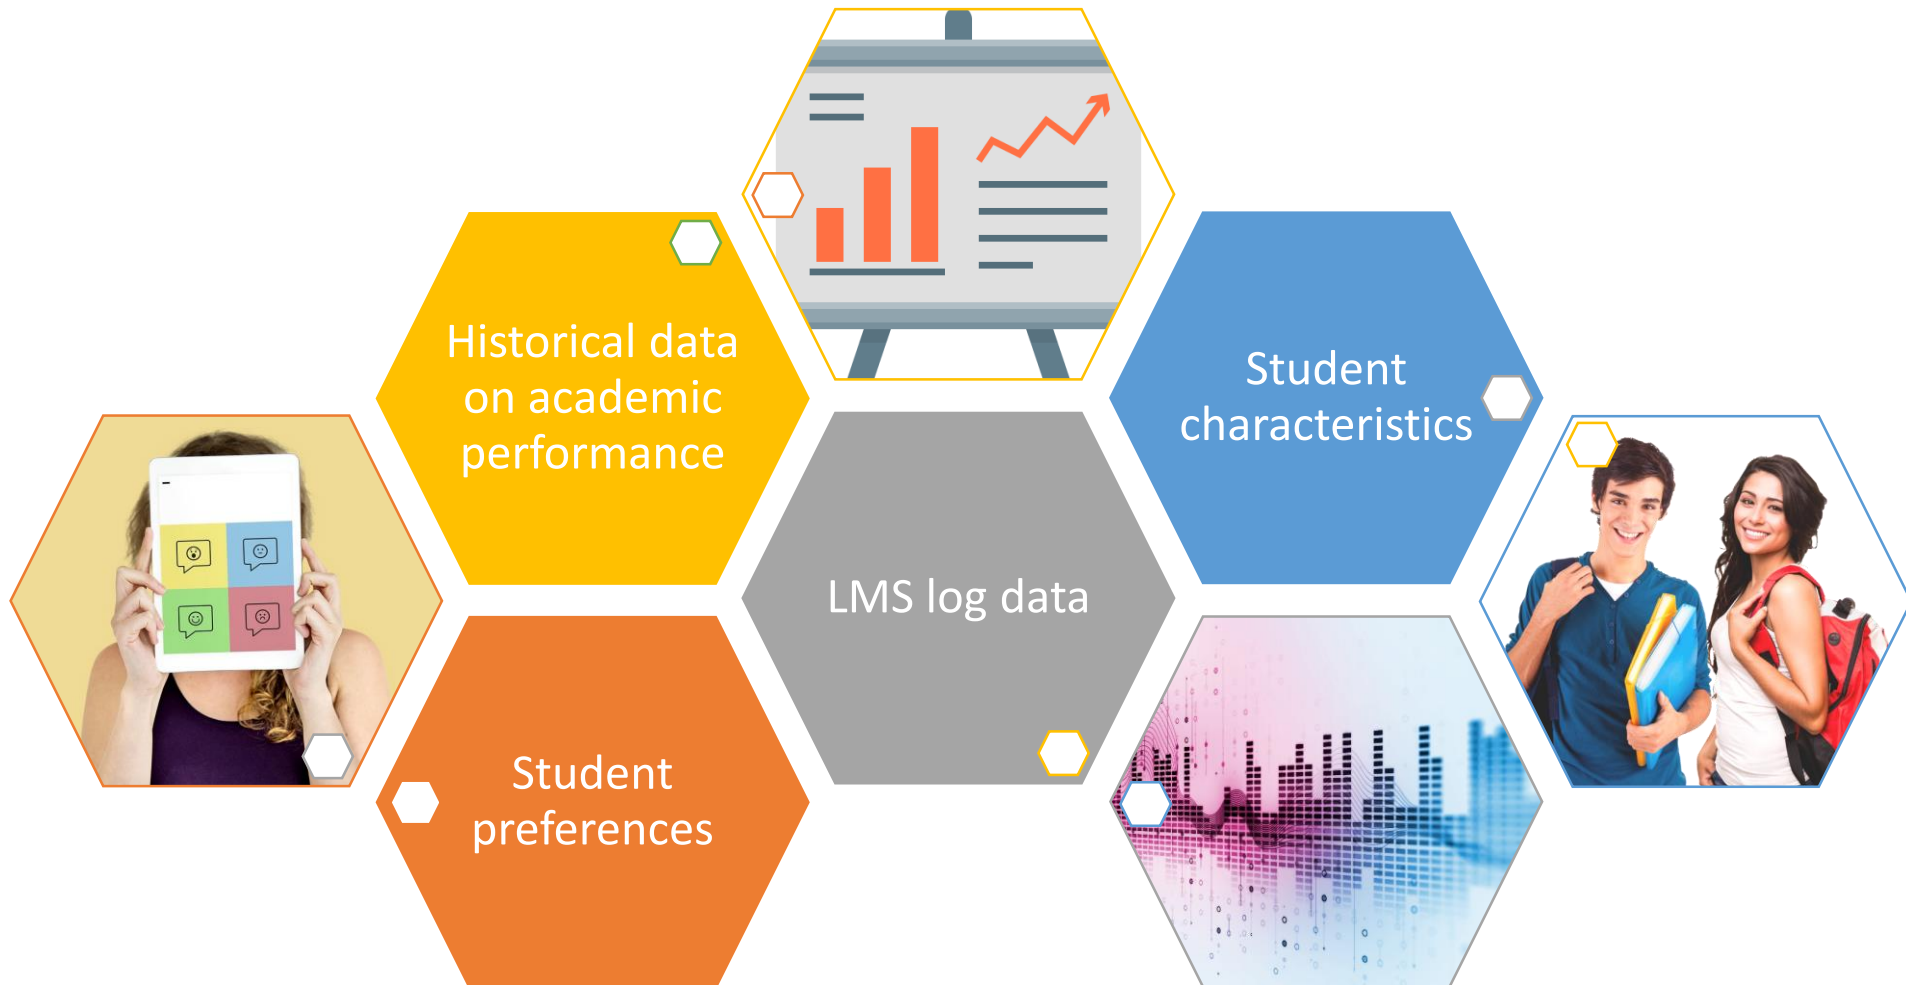 Historical data
on academic
performance
Student
characteristics
LMS log data
Student
preferences